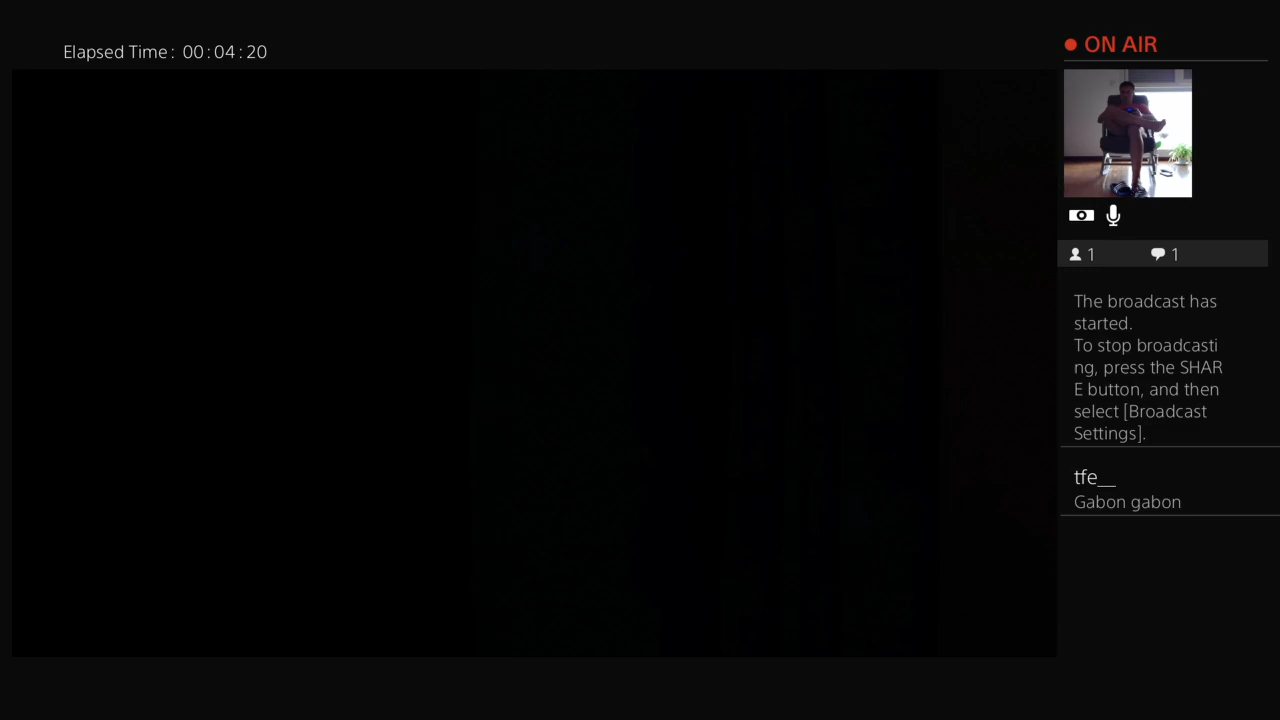 Elapsed Time: 00:04:20
ON AIR
1
1
The broadcast has
started.
To stop broadcasti
ng, press the SHAR
E button, and then
select [Broadcast
Settings].
tfe__
Gabon gabon